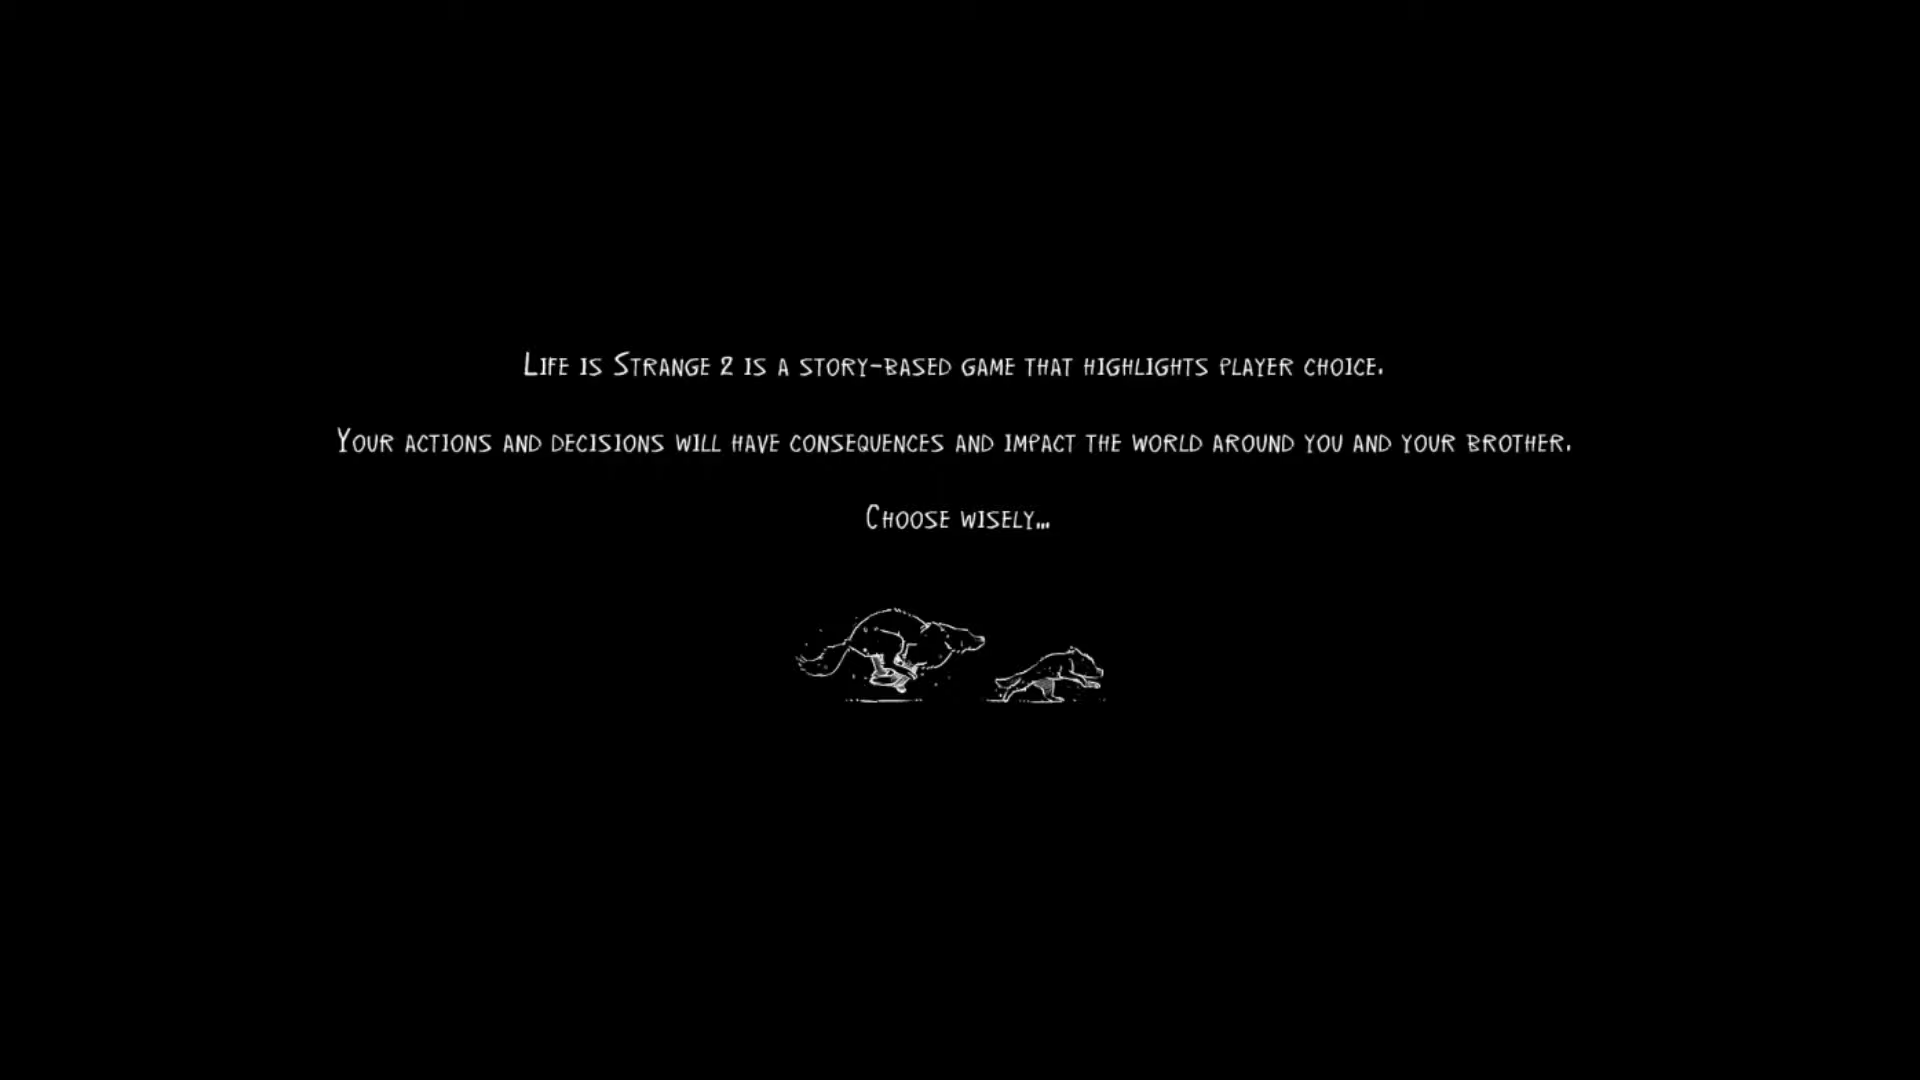 Life is Strange 2 is a story-based game that highlights player choice.
Your actions and decisions will have consequences and impact the world around you and your brother.
Choose wisely...